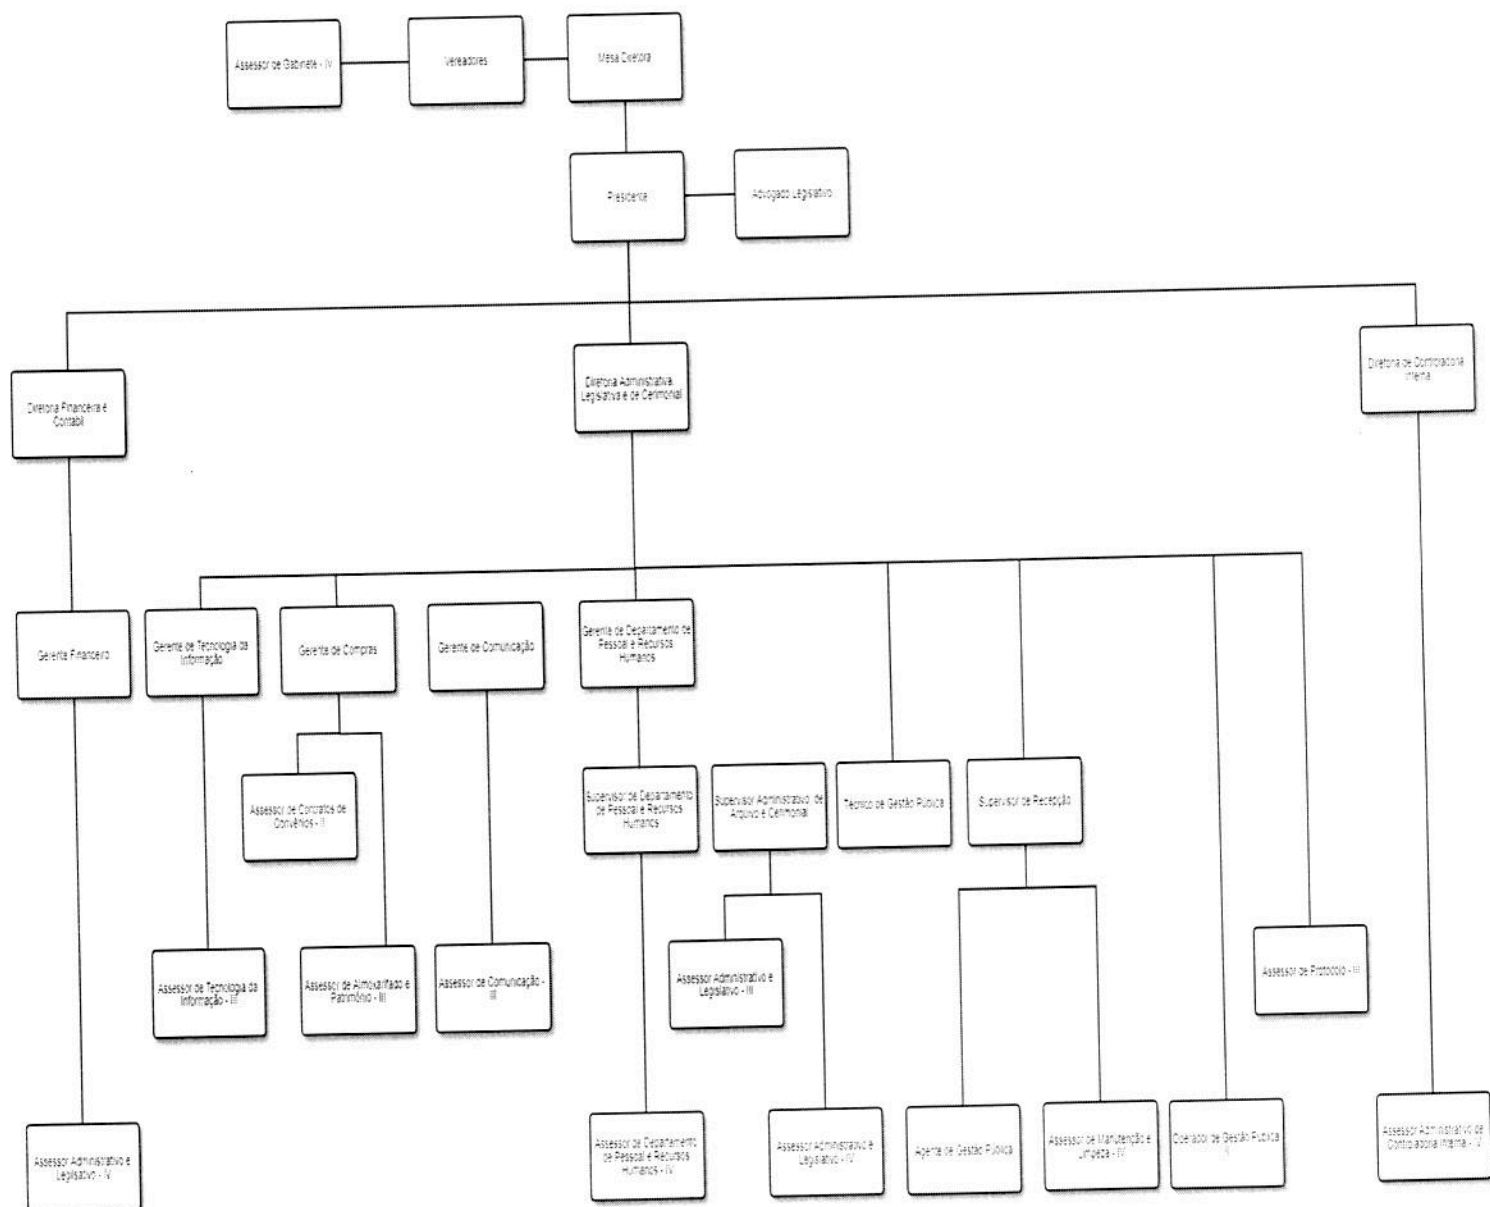 Assessor de Gabinete - IV
Vereadores
Mesa Diretora
Presidente
Advogado Legislativo
Diretoria Financeira e
Contábil
Diretoria Administrativa,
Legislativa e de Cerimonial
Diretoria de Controladoria
Interna
Gerente Financeiro
Gerente de Tecnologia da
Informação
Gerente de Compras
Gerente de Comunicação
Gerente de Departamento de
Pessoal e Recursos
Humanos
Assessor de Contratos de
Convênios - II
Supervisor de Departamento
de Pessoal e Recursos
Humanos
Supervisor Administrativo de
Arquivo e Cerimonial
Técnico de Gestão Pública
Supervisor de Recepção
Assessor de Tecnologia da
Informação - III
Assessor de Almoxarifado e
Patrimônio - III
Assessor de Comunicação -
III
Assessor Administrativo e
Legislativo - III
Assessor de Protocolo - III
Assessor Administrativo e
Legislativo - IV
Assessor de Departamento
de Pessoal e Recursos
Humanos - IV
Assessor Administrativo e
Legislativo - IV
Agente de Gestão Pública
Assessor de Manutenção e
Limpeza - IV
Operador de Gestão Pública
Assessor Administrativo de
Controladoria Interna - IV